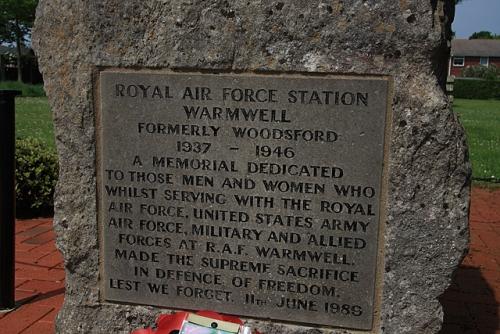 ROYAL AIR FORCE STATION
WARMWELL
FORMERLY WOODSFORD
1937 - 1946
A MEMORIAL DEDICATED
TO THOSE MEN AND WOMEN WHO
WHILST SERVING WITH THE ROYAL
AIR FORCE, UNITED STATES ARMY
AIR FORCE, MILITARY AND ALLIED
FORCES AT R.A.F. WARMWELL,
MADE THE SUPREME SACRIFICE
IN DEFENCE OF FREEDOM.
LEST WE FORGET. 11TH JUNE 1989